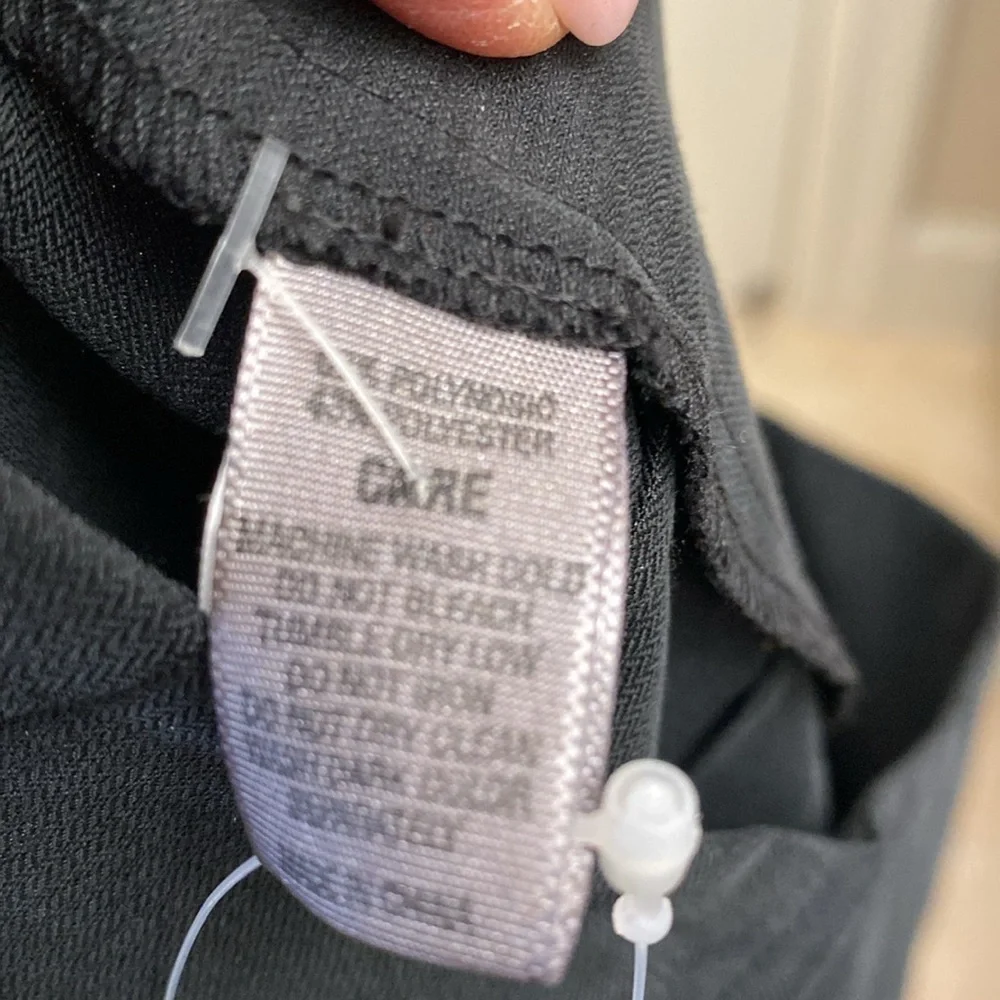 POLYNOSIC
POLYESTER
CARE
MACHINE WASH COLD
DO NOT BLEACH
TUMBLE DRY LOW
DO NOT IRON
DO NOT DRY CLEAN
WASH DARK COLOR
SEPARATELY
MADE IN CHINA